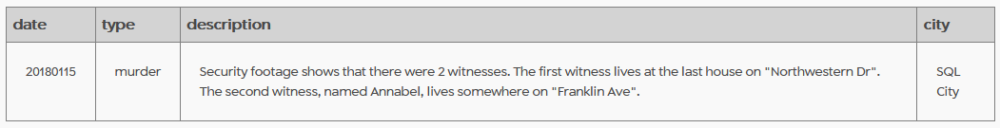 date type description city
20180115 murder Security footage shows that there were 2 witnesses. The first witness lives at the last house on "Northwestern Dr". SQL
The second witness, named Annabel, lives somewhere on "Franklin Ave". City